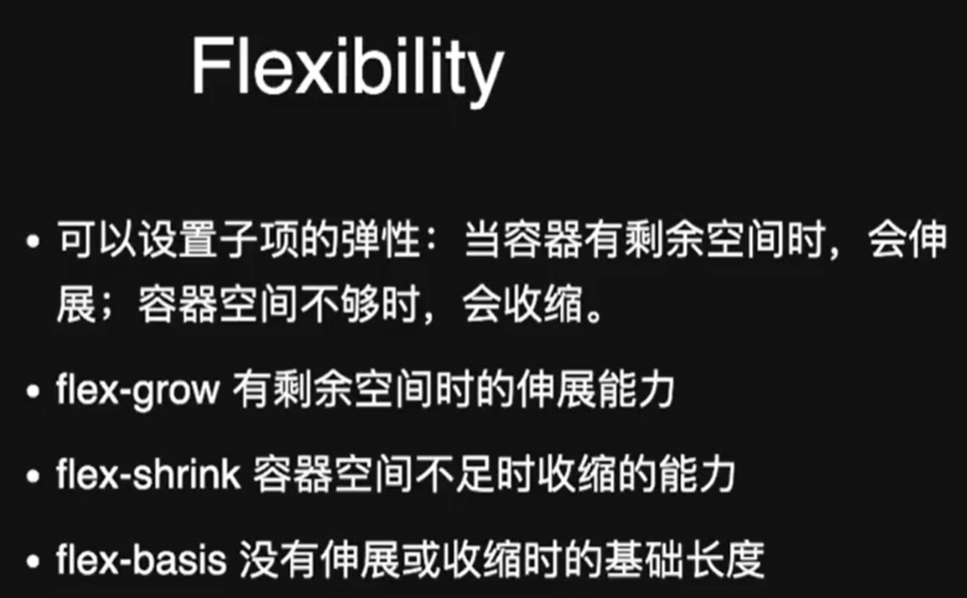 Flexibility
• 可以设置子项的弹性：当容器有剩余空间时，会伸
展；容器空间不够时，会收缩。
• flex-grow 有剩余空间时的伸展能力
• flex-shrink 容器空间不足时收缩的能力
• flex-basis 没有伸展或收缩时的基础长度